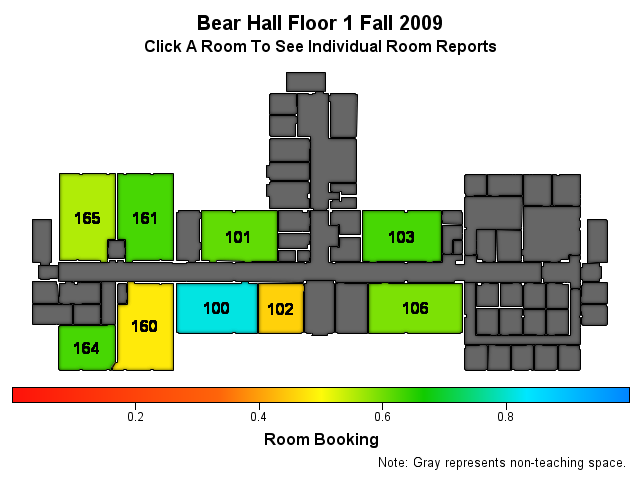 Bear Hall Floor 1 Fall 2009
Click A Room To See Individual Room Reports
165
161
101
103
100
102
106
160
164
0.2 0.4 0.6 0.8
Room Booking
Note: Gray represents non-teaching space.